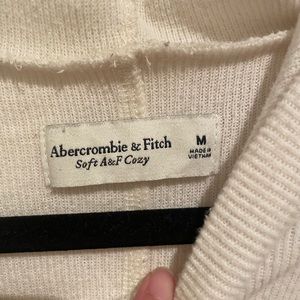 Abercrombie & Fitch
Soft A&F Cozy
M
MADE IN
VIETNAM